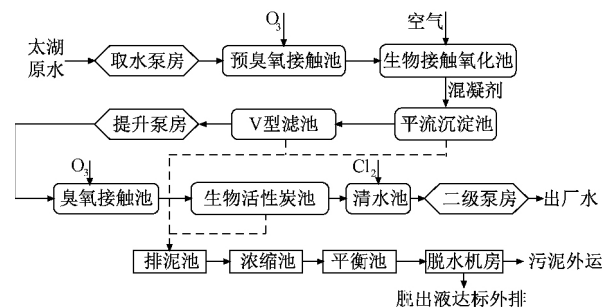 O₃
空气
太湖
原水
取水泵房
预臭氧接触池
生物接触氧化池
混凝剂
提升泵房
V型滤池
平流沉淀池
O₃
Cl₂
臭氧接触池
生物活性炭池
清水池
二级泵房
出厂水
排泥池
浓缩池
平衡池
脱水机房
污泥外运
脱出液达标外排